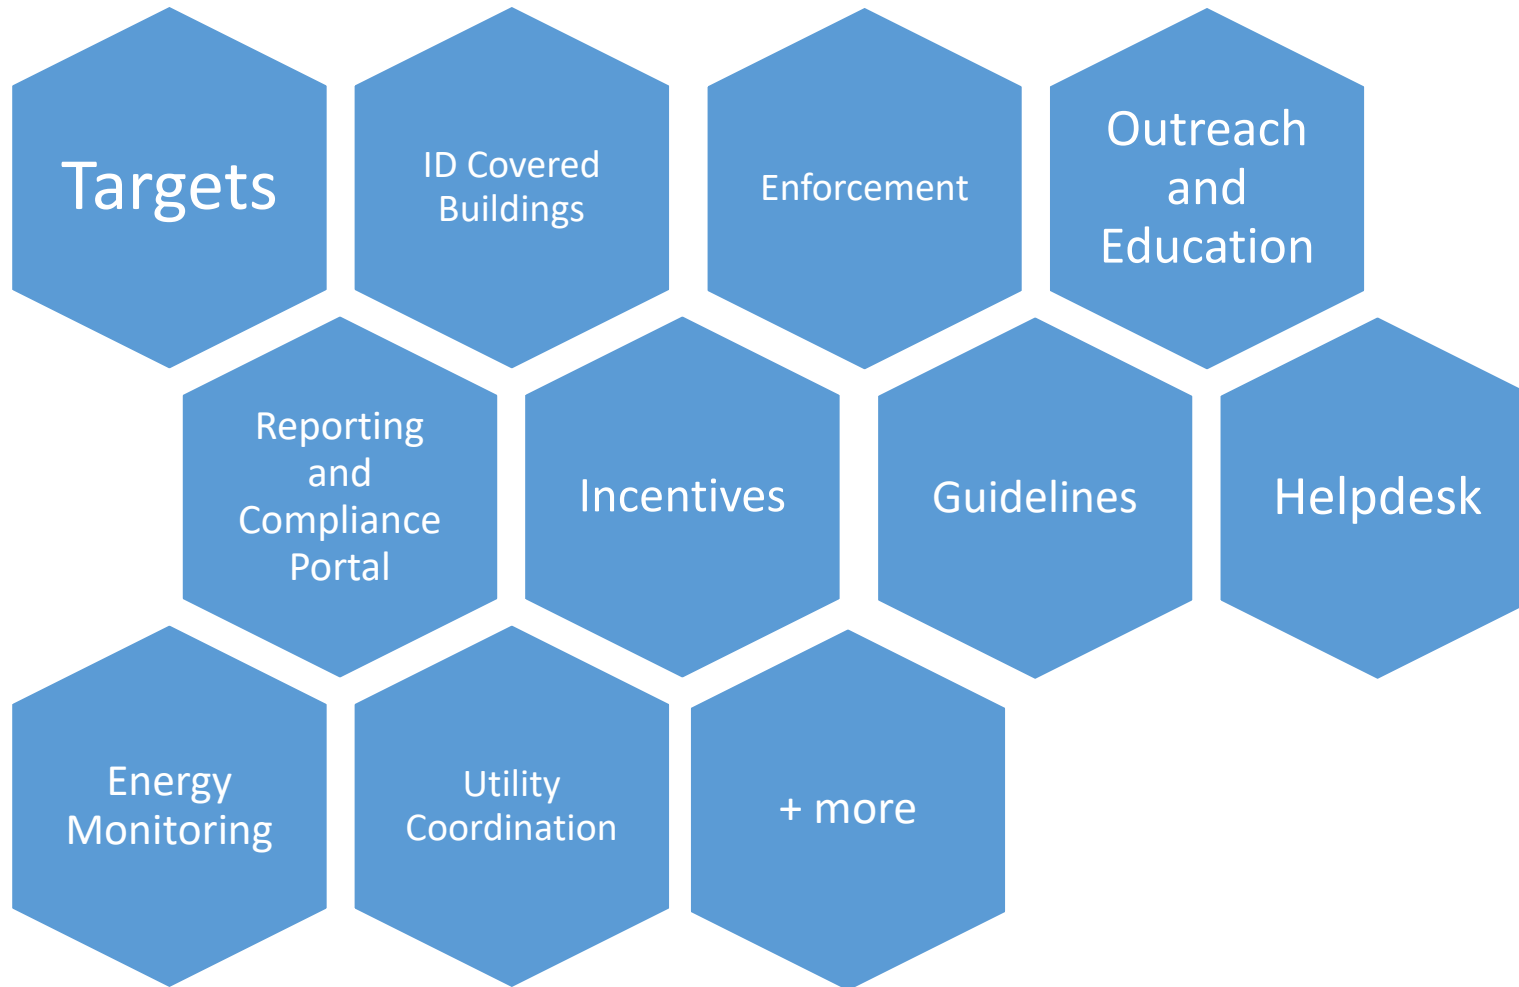 Targets
ID Covered
Buildings
Enforcement
Outreach
and
Education
Reporting
and
Compliance
Portal
Incentives
Guidelines
Helpdesk
Energy
Monitoring
Utility
Coordination
+ more